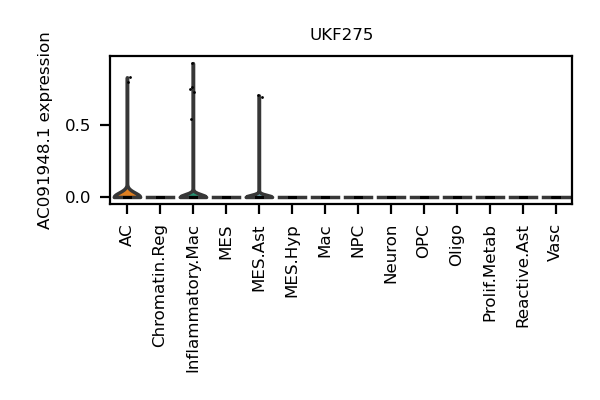 UKF275
AC091948.1 expression
0.5
0.0
AC
Chromatin.Reg
Inflammatory.Mac
MES
MES.Ast
MES.Hyp
Mac
NPC
Neuron
OPC
Oligo
Prolif.Metab
Reactive.Ast
Vasc